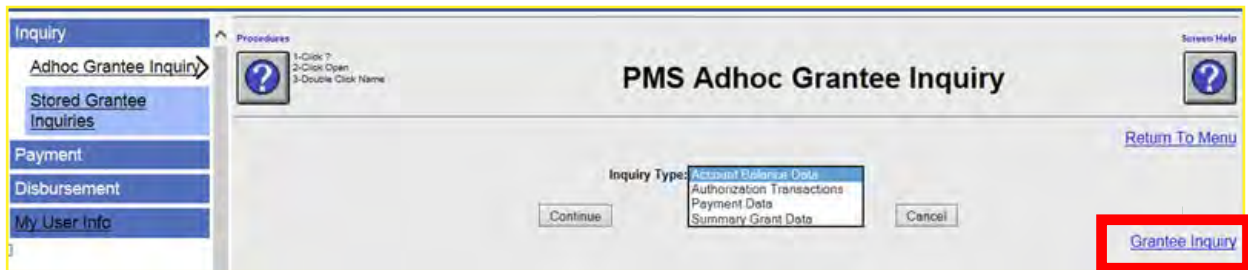 Inquiry
Adhoc Grantee Inquiry
Stored Grantee
Inquiries
Payment
Disbursement
My User Info
Procedures
1-Click ?
2-Click Open
3-Double Click Name
PMS Adhoc Grantee Inquiry
Screen Help
Return To Menu
Inquiry Type: Account Balance Data
Authorization Transactions
Payment Data
Summary Grant Data
Continue
Cancel
Grantee Inquiry